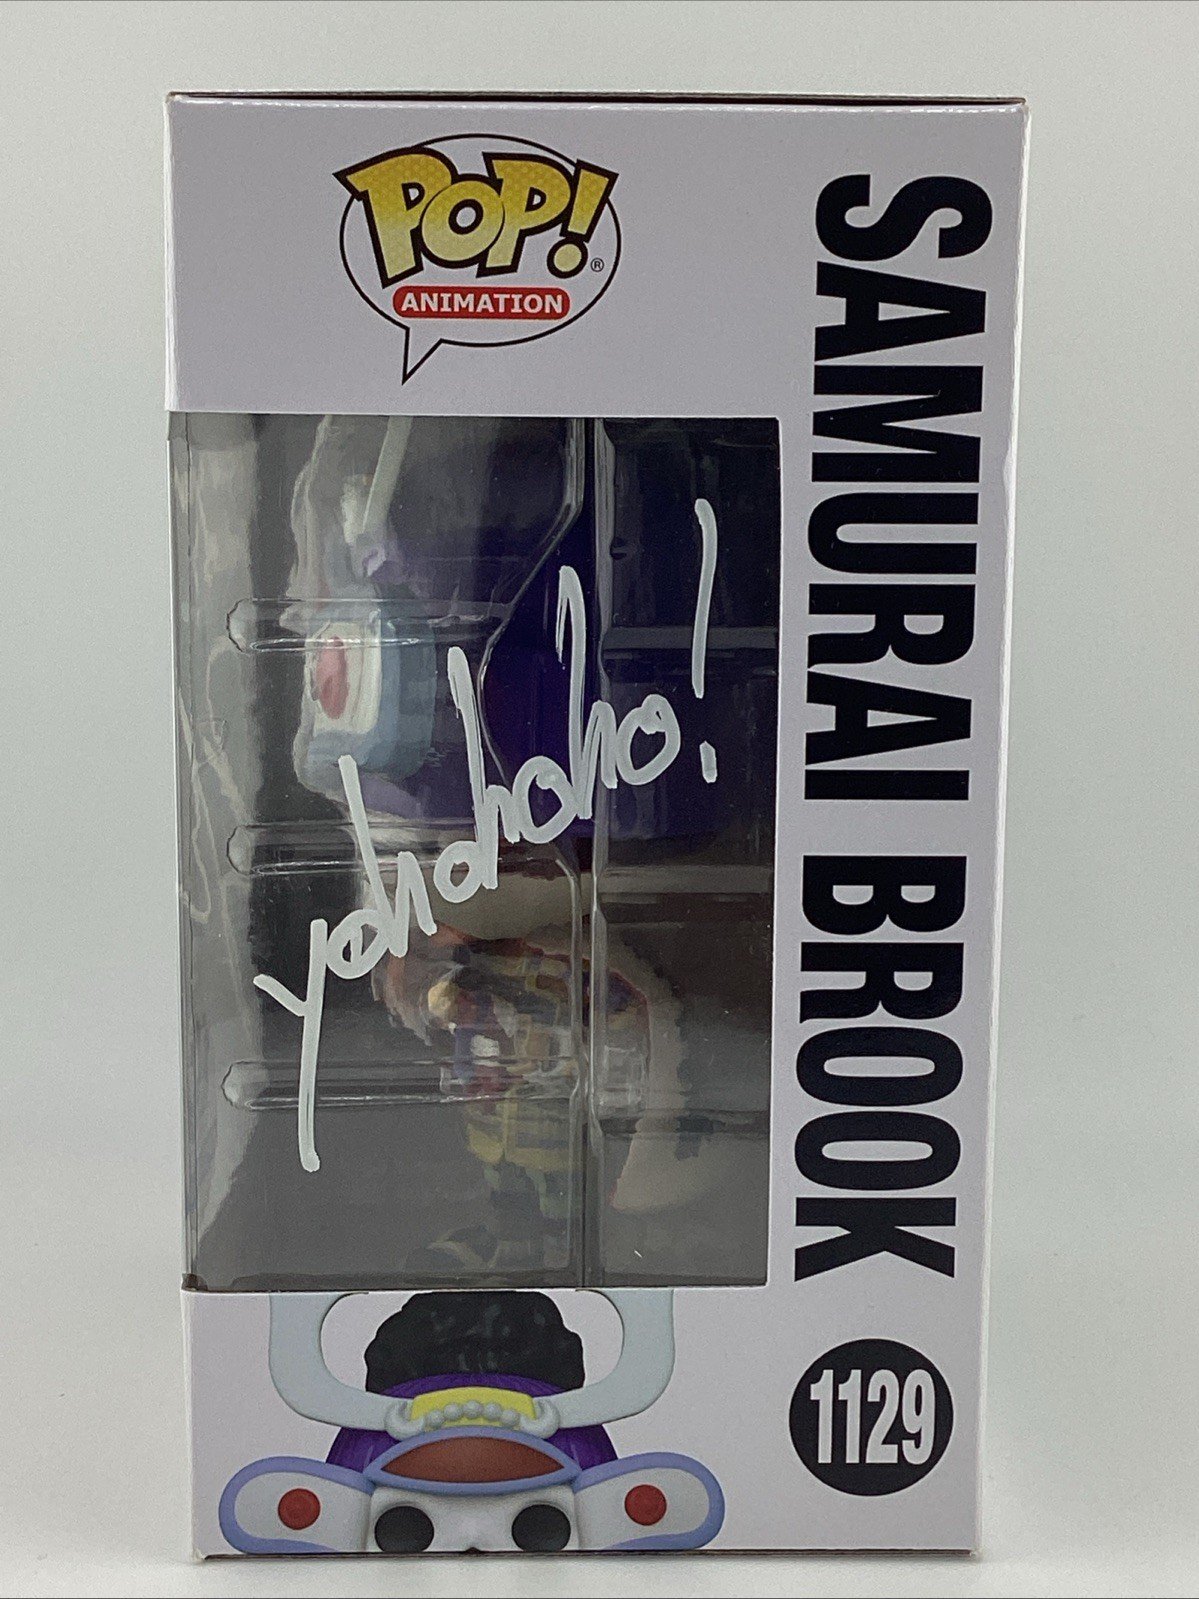 POP! ®
ANIMATION
SAMURAI BROOK
yohohoho!
1129